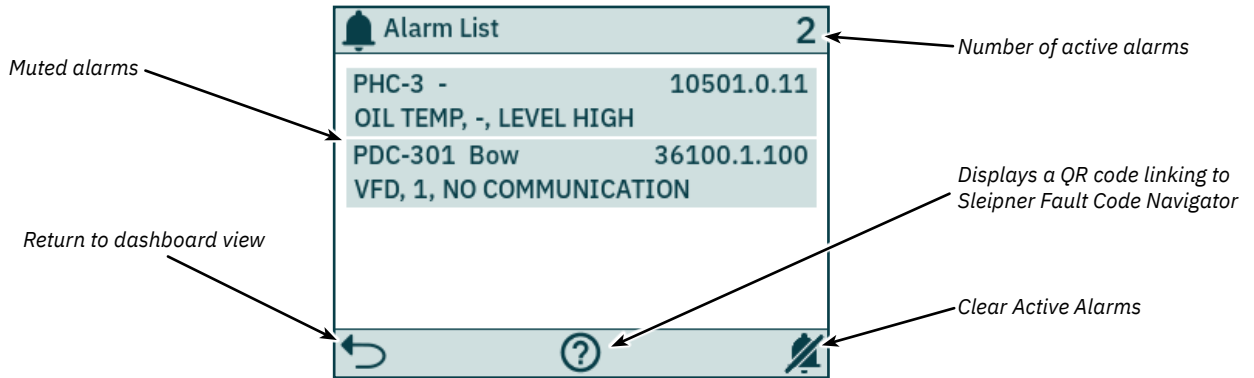 Alarm List 2
Number of active alarms
Muted alarms
PHC-3 - 10501.0.11
OIL TEMP, -, LEVEL HIGH
PDC-301 Bow 36100.1.100
VFD, 1, NO COMMUNICATION
Displays a QR code linking to
Sleipner Fault Code Navigator
Return to dashboard view
Clear Active Alarms
?